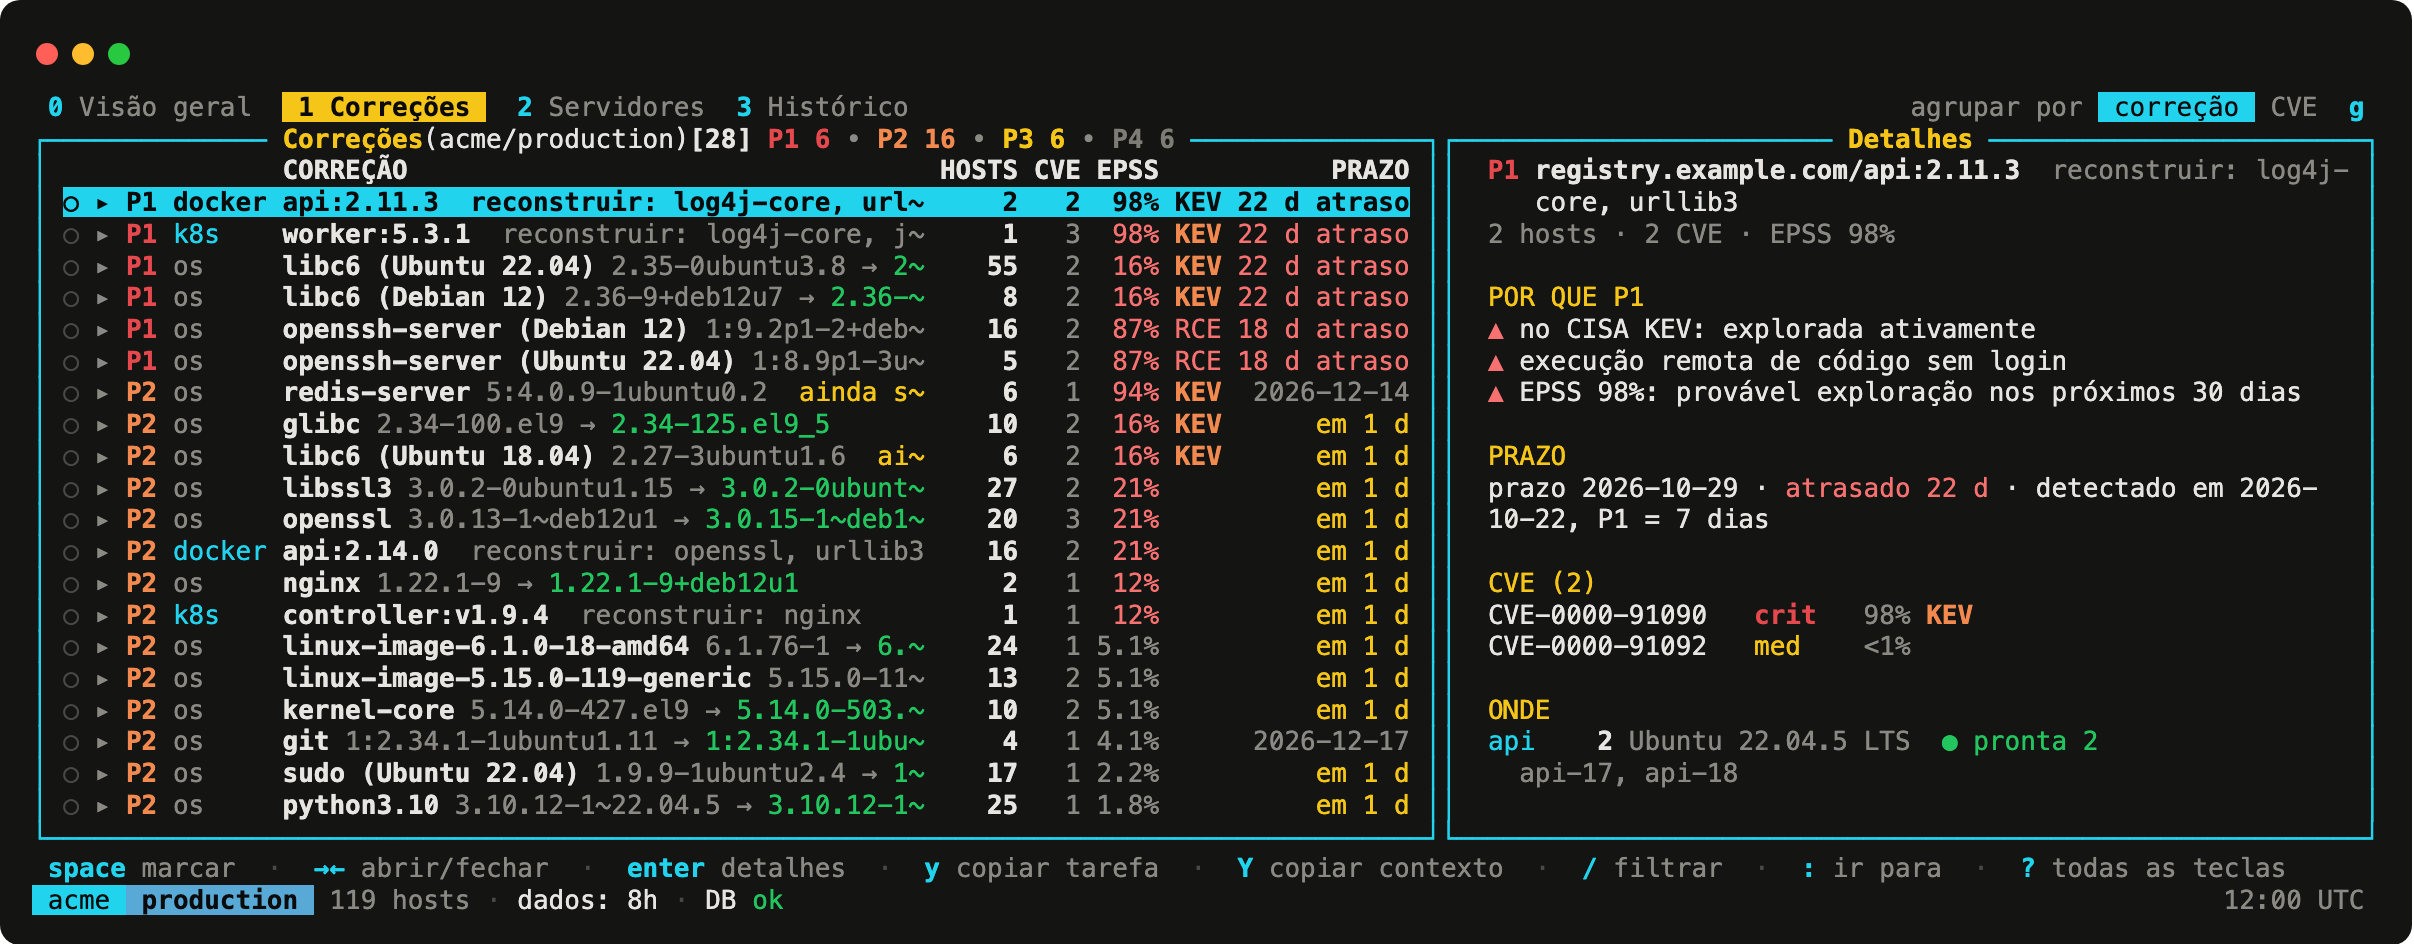 0 Visão geral  1 Correções  2 Servidores  3 Histórico  agrupar por  correção  CVE  g
Correções(acme/production)[28] P1 6 • P2 16 • P3 6 • P4 6
CORREÇÃO  HOSTS CVE EPSS  PRAZO
○ ▸ P1 docker api:2.11.3  reconstruir: log4j-core, url~  2  2  98% KEV 22 d atraso
○ ▸ P1 k8s  worker:5.3.1  reconstruir: log4j-core, j~  1  3  98% KEV 22 d atraso
○ ▸ P1 os  libc6 (Ubuntu 22.04) 2.35-0ubuntu3.8 → 2~  55  2  16% KEV 22 d atraso
○ ▸ P1 os  libc6 (Debian 12) 2.36-9+deb12u7 → 2.36-~  8  2  16% KEV 22 d atraso
○ ▸ P1 os  openssh-server (Debian 12) 1:9.2p1-2+deb~  16  2  87% RCE 18 d atraso
○ ▸ P1 os  openssh-server (Ubuntu 22.04) 1:8.9p1-3u~  5  2  87% RCE 18 d atraso
○ ▸ P2 os  redis-server 5:4.0.9-1ubuntu0.2  ainda s~  6  1  94% KEV  2026-12-14
○ ▸ P2 os  glibc 2.34-100.el9 → 2.34-125.el9_5  10  2  16% KEV  em 1 d
○ ▸ P2 os  libc6 (Ubuntu 18.04) 2.27-3ubuntu1.6  ai~  6  2  16% KEV  em 1 d
○ ▸ P2 os  libssl3 3.0.2-0ubuntu1.15 → 3.0.2-0ubunt~  27  2  21%  em 1 d
○ ▸ P2 os  openssl 3.0.13-1~deb12u1 → 3.0.15-1~deb1~  20  3  21%  em 1 d
○ ▸ P2 docker api:2.14.0  reconstruir: openssl, urllib3  16  2  21%  em 1 d
○ ▸ P2 os  nginx 1.22.1-9 → 1.22.1-9+deb12u1  2  1  12%  em 1 d
○ ▸ P2 k8s  controller:v1.9.4  reconstruir: nginx  1  1  12%  em 1 d
○ ▸ P2 os  linux-image-6.1.0-18-amd64 6.1.76-1 → 6.~  24  1 5.1%  em 1 d
○ ▸ P2 os  linux-image-5.15.0-119-generic 5.15.0-11~  13  2 5.1%  em 1 d
○ ▸ P2 os  kernel-core 5.14.0-427.el9 → 5.14.0-503.~  10  2 5.1%  em 1 d
○ ▸ P2 os  git 1:2.34.1-1ubuntu1.11 → 1:2.34.1-1ubu~  4  1 4.1%  2026-12-17
○ ▸ P2 os  sudo (Ubuntu 22.04) 1.9.9-1ubuntu2.4 → 1~  17  1 2.2%  em 1 d
○ ▸ P2 os  python3.10 3.10.12-1~22.04.5 → 3.10.12-1~  25  1 1.8%  em 1 d
Detalhes
P1 registry.example.com/api:2.11.3  reconstruir: log4j-
core, urllib3
2 hosts · 2 CVE · EPSS 98%
POR QUE P1
▲ no CISA KEV: explorada ativamente
▲ execução remota de código sem login
▲ EPSS 98%: provável exploração nos próximos 30 dias
PRAZO
prazo 2026-10-29 · atrasado 22 d · detectado em 2026-
10-22, P1 = 7 dias
CVE (2)
CVE-0000-91090  crit  98% KEV
CVE-0000-91092  med  <1%
ONDE
api  2 Ubuntu 22.04.5 LTS  ● pronta 2
api-17, api-18
space marcar · →← abrir/fechar · enter detalhes · y copiar tarefa · Y copiar contexto · / filtrar · : ir para · ? todas as teclas
acme  production  119 hosts · dados: 8h · DB ok  12:00 UTC